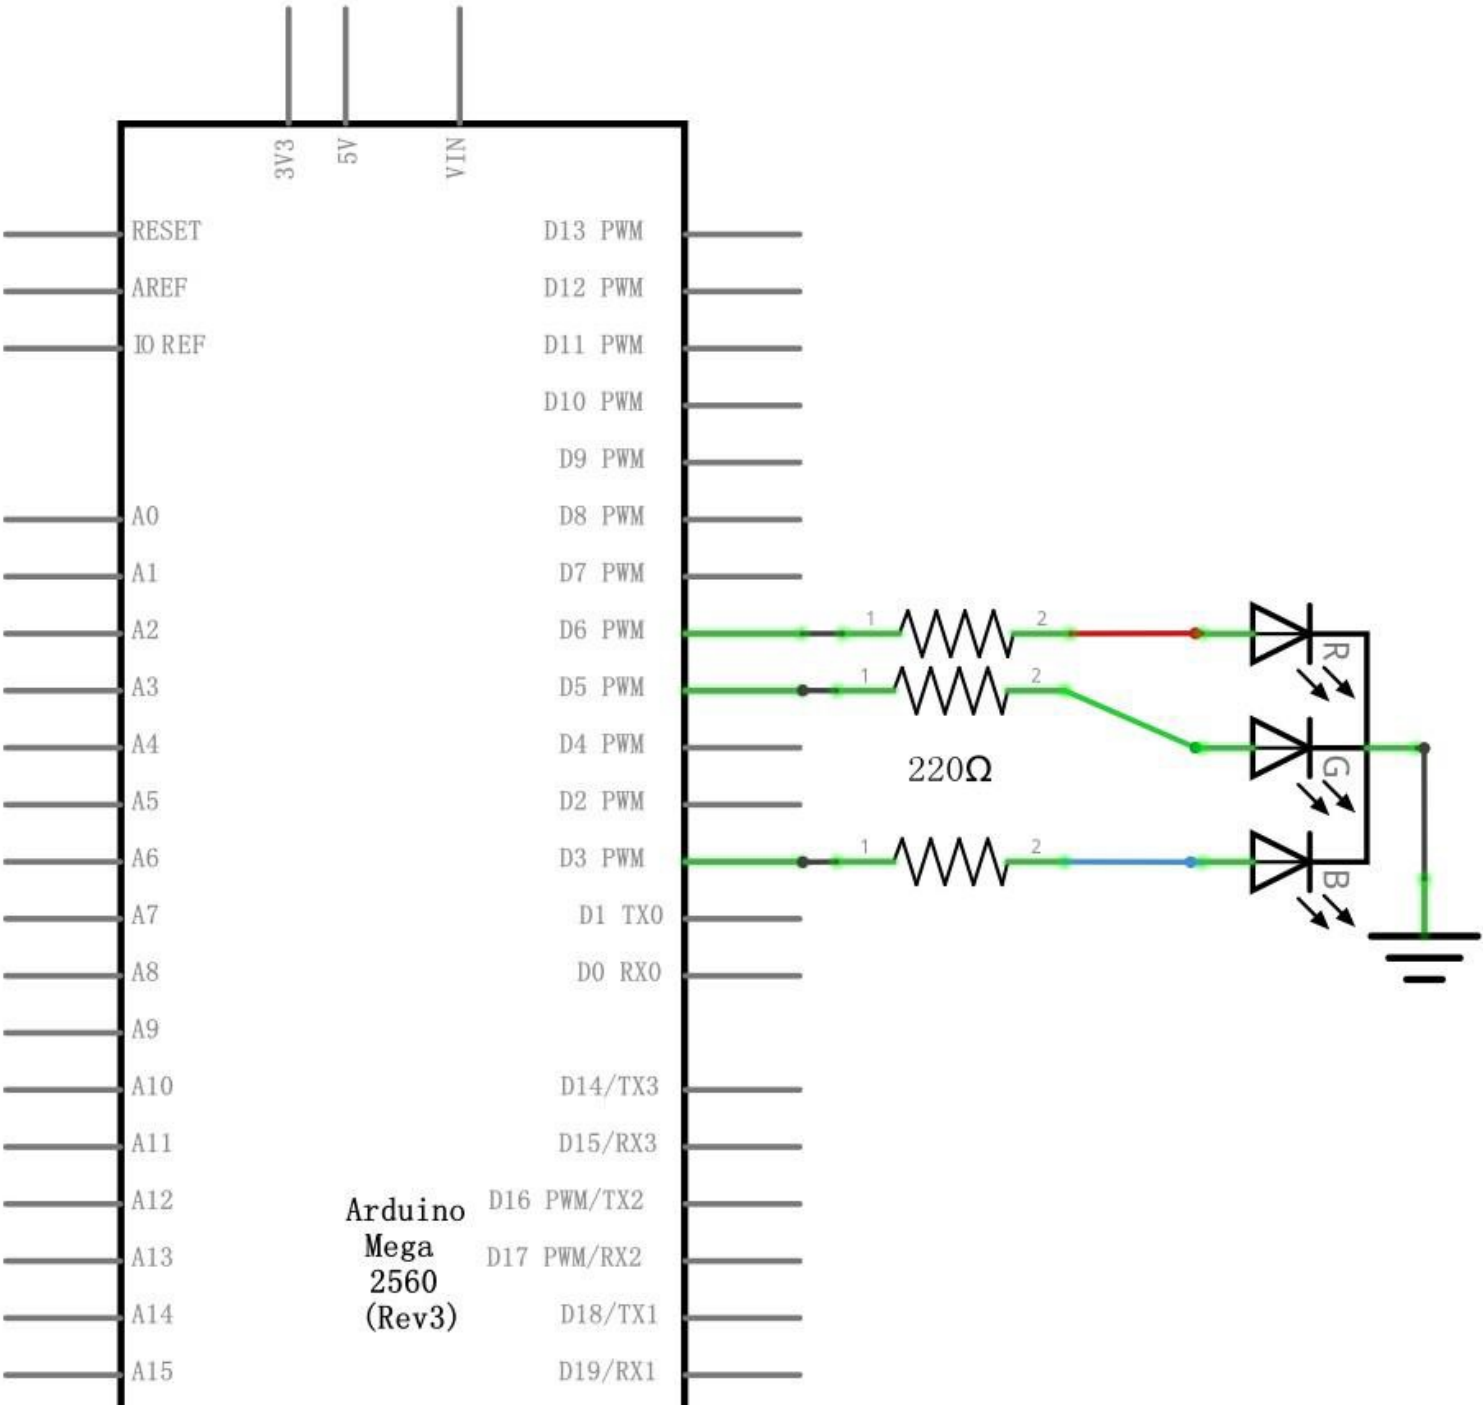 3V3
5V
VIN
RESET
D13 PWM
AREF
D12 PWM
IO REF
D11 PWM
D10 PWM
D9 PWM
A0
D8 PWM
A1
D7 PWM
A2
D6 PWM
1
2
R
A3
D5 PWM
1
2
A4
D4 PWM
220Ω
G
A5
D2 PWM
A6
D3 PWM
1
2
B
A7
D1 TX0
A8
D0 RX0
A9
A10
D14/TX3
A11
D15/RX3
A12
D16 PWM/TX2
A13
D17 PWM/RX2
A14
D18/TX1
A15
D19/RX1
Arduino
Mega
2560
(Rev3)